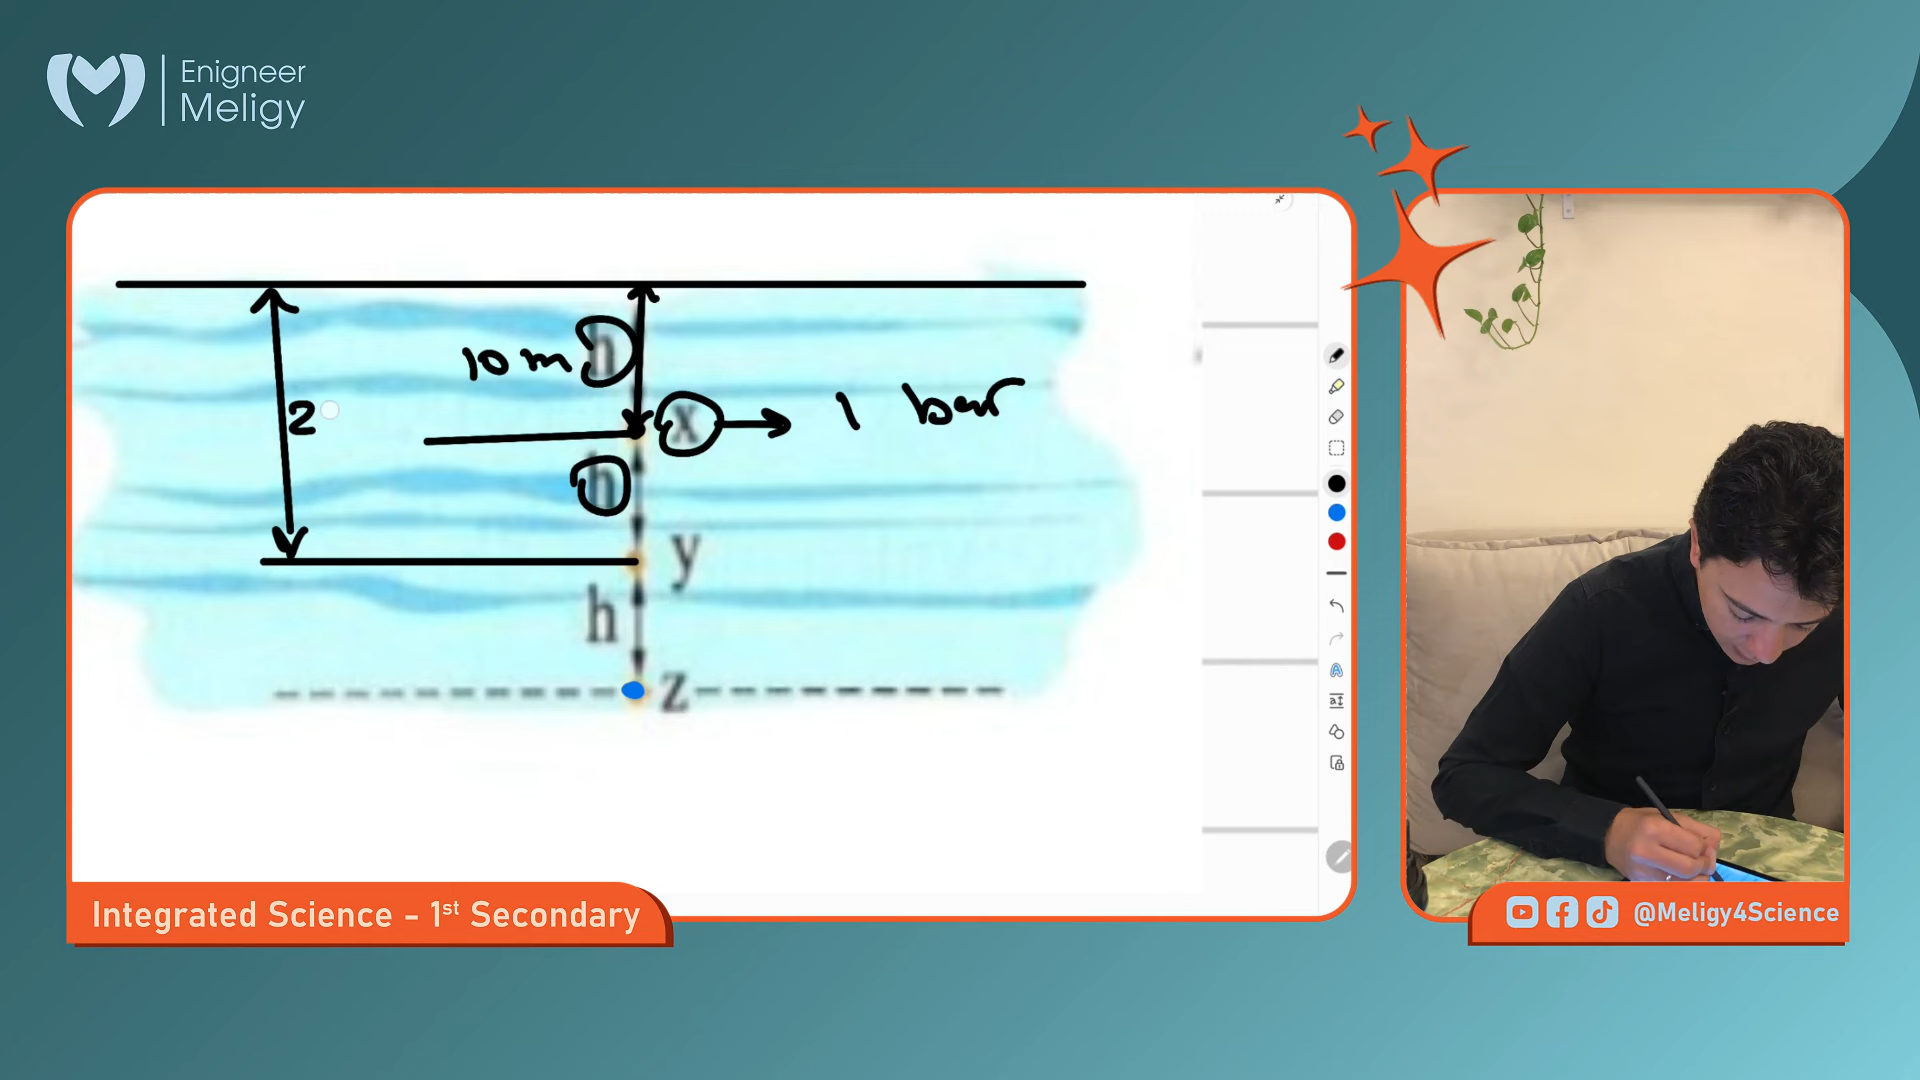 Enigneer
Meligy
10 m h
x 1 bar
2
h
y
h
z
Integrated Science - 1st Secondary
@Meligy4Science